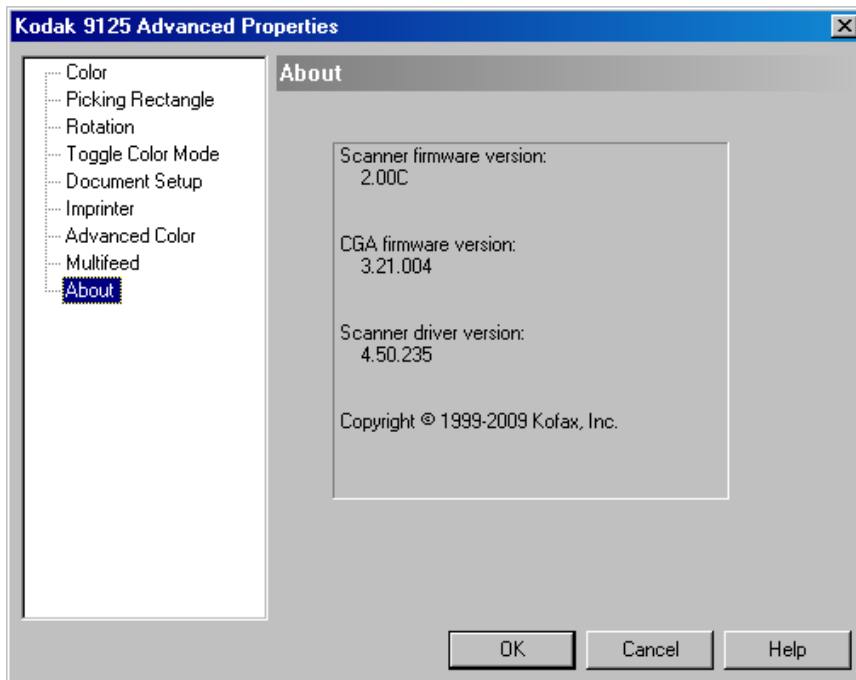 Kodak 9125 Advanced Properties
Color
Picking Rectangle
Rotation
Toggle Color Mode
Document Setup
Imprinter
Advanced Color
Multifeed
About
About
Scanner firmware version:
2.00C
CGA firmware version:
3.21.004
Scanner driver version:
4.50.235
Copyright © 1999-2009 Kofax, Inc.
OK
Cancel
Help